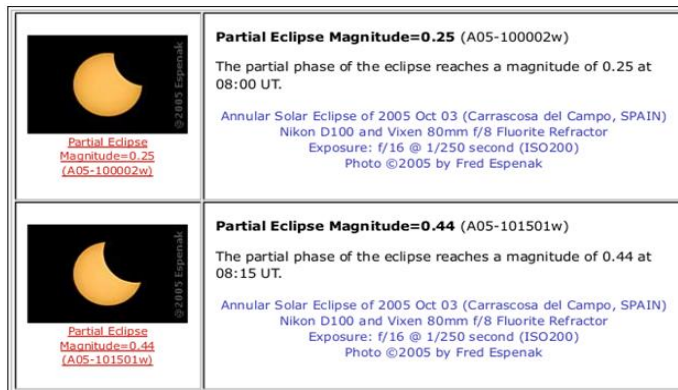 @2005 Espenak
Partial Eclipse
Magnitude=0.25
(A05-100002w)
Partial Eclipse Magnitude=0.25 (A05-100002w)
The partial phase of the eclipse reaches a magnitude of 0.25 at
08:00 UT.
Annular Solar Eclipse of 2005 Oct 03 (Carrascosa del Campo, SPAIN)
Nikon D100 and Vixen 80mm f/8 Fluorite Refractor
Exposure: f/16 @ 1/250 second (ISO200)
Photo ©2005 by Fred Espenak
@2005 Espenak
Partial Eclipse
Magnitude=0.44
(A05-101501w)
Partial Eclipse Magnitude=0.44 (A05-101501w)
The partial phase of the eclipse reaches a magnitude of 0.44 at
08:15 UT.
Annular Solar Eclipse of 2005 Oct 03 (Carrascosa del Campo, SPAIN)
Nikon D100 and Vixen 80mm f/8 Fluorite Refractor
Exposure: f/16 @ 1/250 second (ISO200)
Photo ©2005 by Fred Espenak